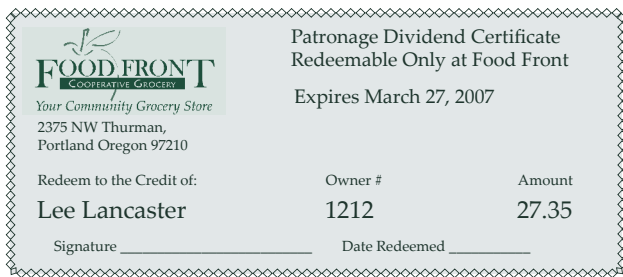 FOOD FRONT
COOPERATIVE GROCERY
Your Community Grocery Store
2375 NW Thurman,
Portland Oregon 97210
Patronage Dividend Certificate
Redeemable Only at Food Front
Expires March 27, 2007
Redeem to the Credit of: Owner # Amount
Lee Lancaster 1212 27.35
Signature ________________________ Date Redeemed __________